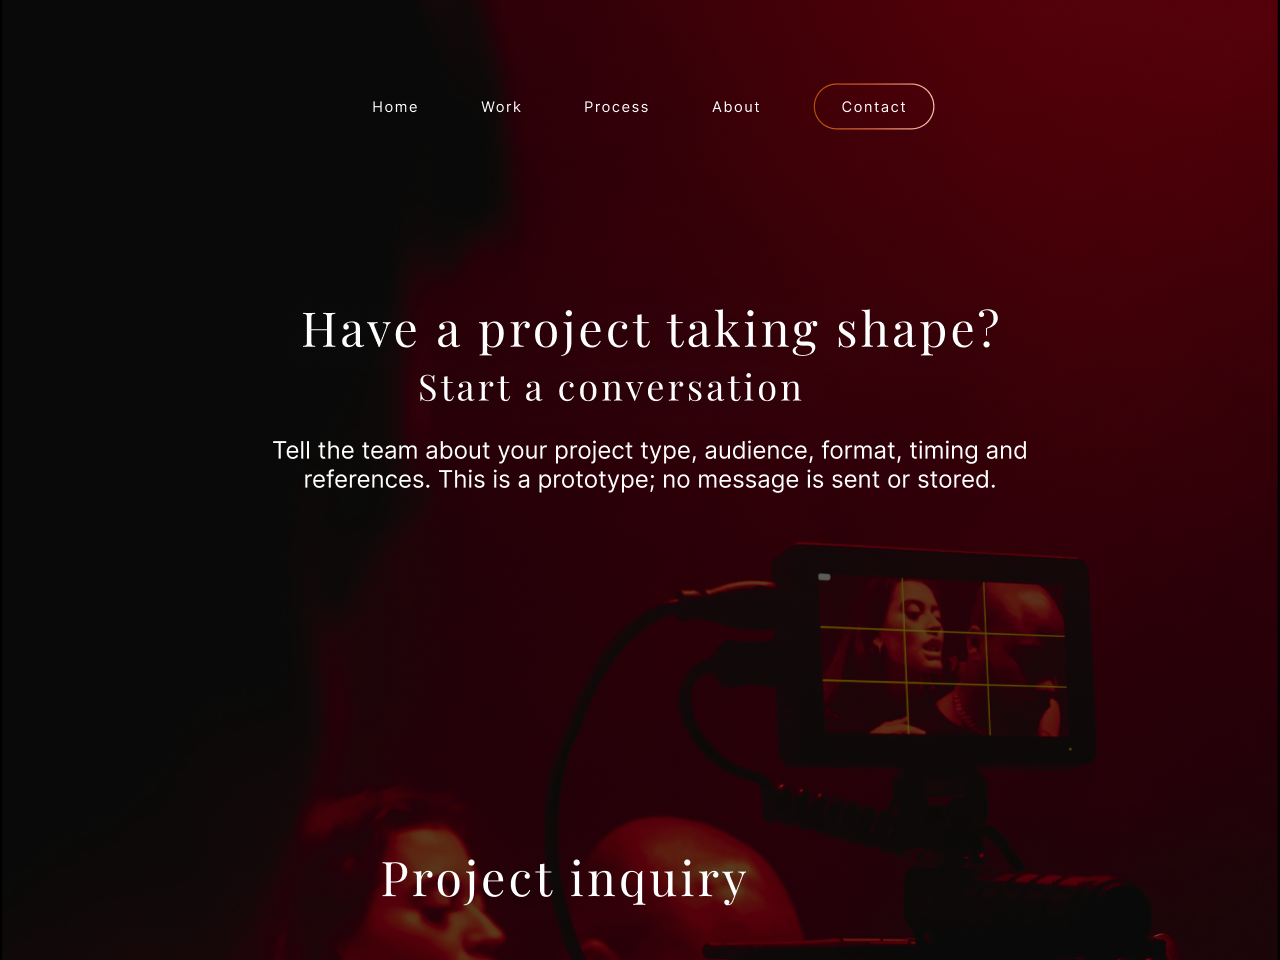 Home Work Process About Contact
Have a project taking shape?
Start a conversation
Tell the team about your project type, audience, format, timing and
references. This is a prototype; no message is sent or stored.
Project inquiry